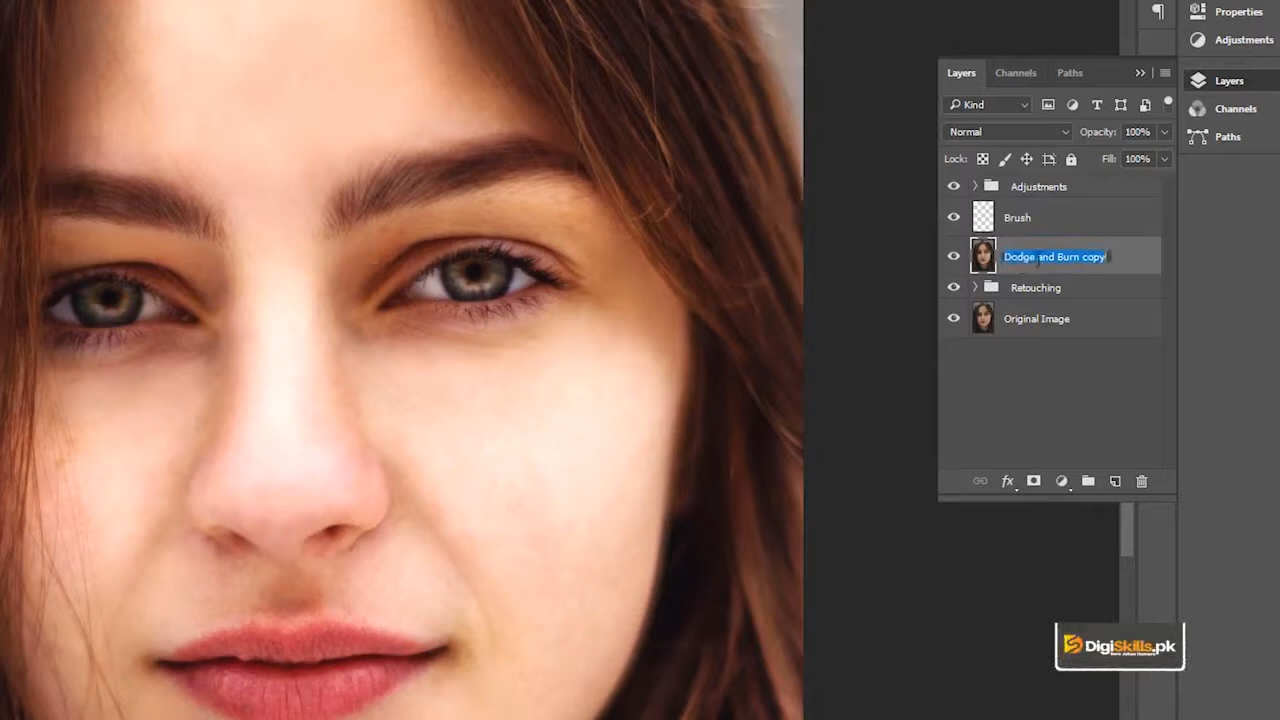 Properties
Adjustments
Layers Channels Paths
Layers
Kind
Channels
Normal Opacity: 100%
Paths
Lock: Fill: 100%
Adjustments
Brush
Dodge and Burn copy
Retouching
Original Image
fx
DigiSkills.pk